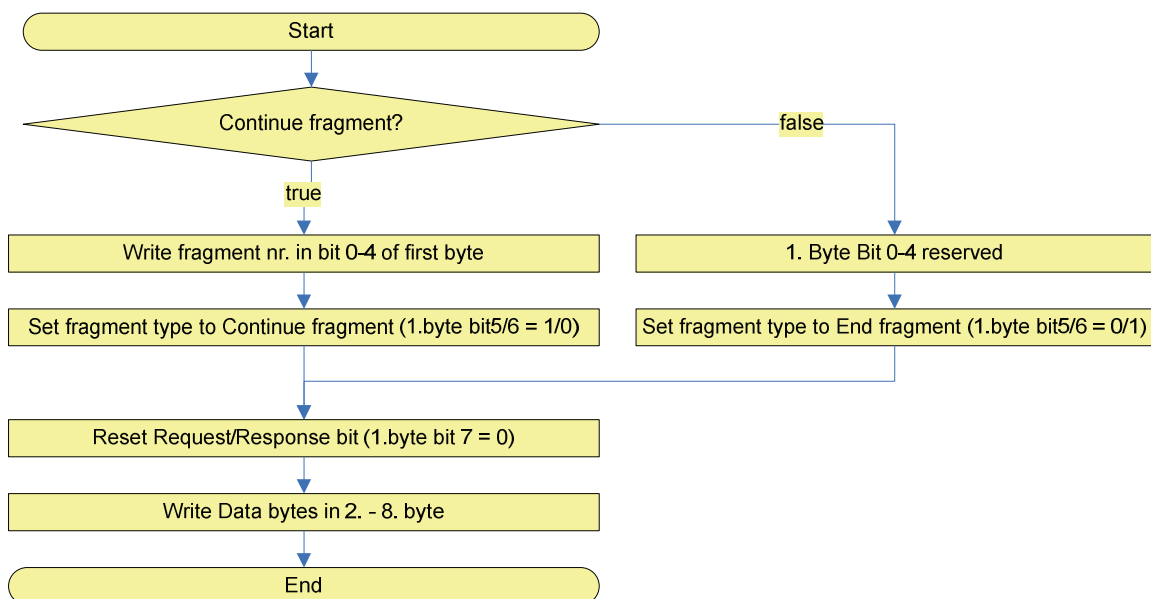 Start
Continue fragment?
false
true
Write fragment nr. in bit 0-4 of first byte
1. Byte Bit 0-4 reserved
Set fragment type to Continue fragment (1.byte bit5/6 = 1/0)
Set fragment type to End fragment (1.byte bit5/6 = 0/1)
Reset Request/Response bit (1.byte bit 7 = 0)
Write Data bytes in 2. - 8. byte
End